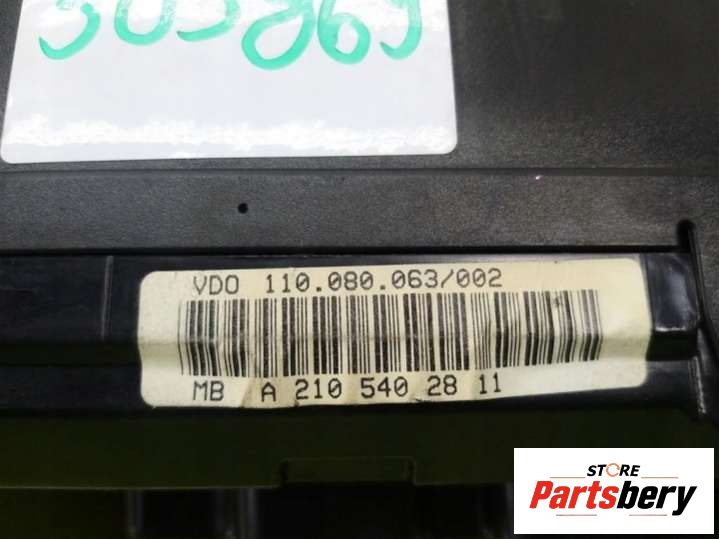 VDO 110.080.063/002
MB A 210 540 28 11
STORE
Partsbery